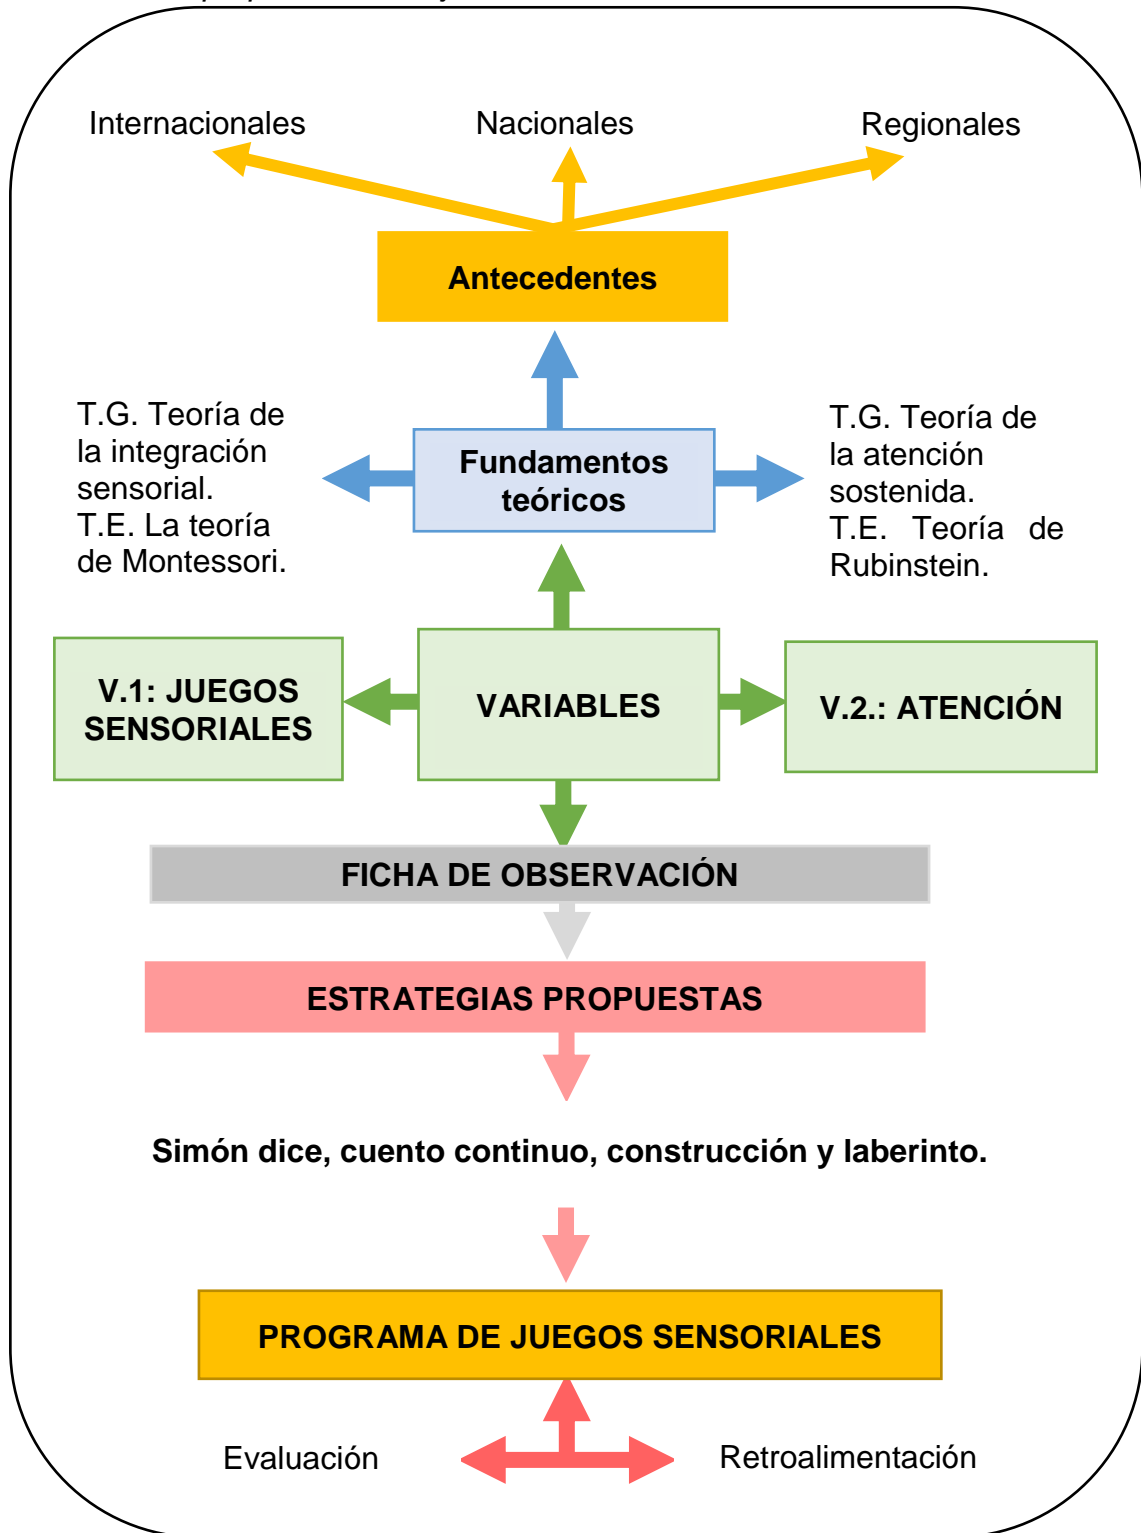 Internacionales
Nacionales
Regionales
Antecedentes
T.G. Teoría de
la integración
sensorial.
T.E. La teoría
de Montessori.
Fundamentos
teóricos
T.G. Teoría de
la atención
sostenida.
T.E. Teoría de
Rubinstein.
V.1: JUEGOS
SENSORIALES
VARIABLES
V.2.: ATENCIÓN
FICHA DE OBSERVACIÓN
ESTRATEGIAS PROPUESTAS
Simón dice, cuento continuo, construcción y laberinto.
PROGRAMA DE JUEGOS SENSORIALES
Evaluación
Retroalimentación